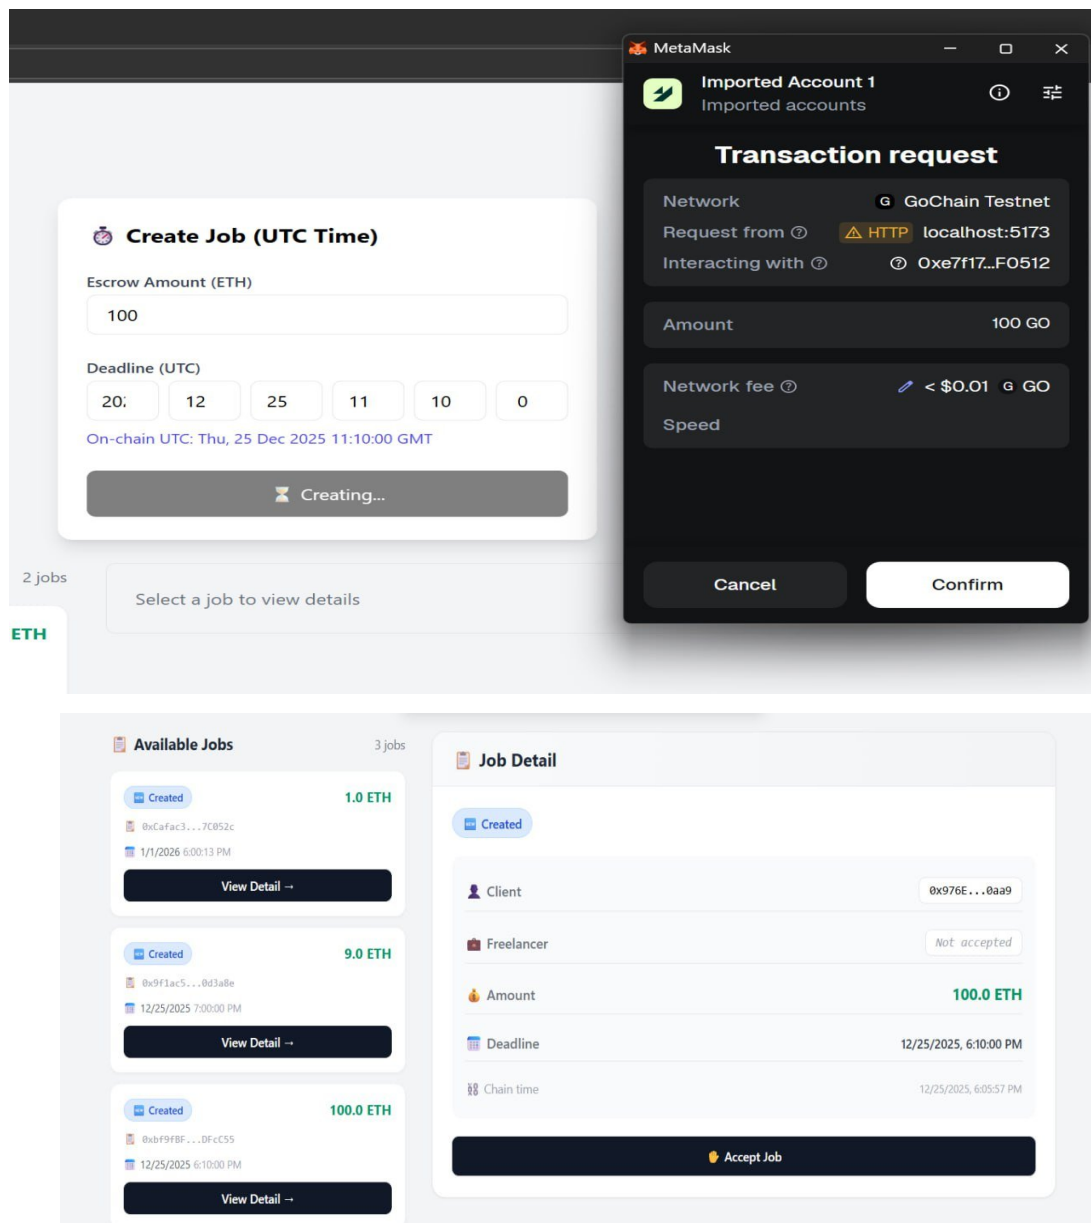 MetaMask
Imported Account 1
Imported accounts
Transaction request
Network G GoChain Testnet
Request from HTTP localhost:5173
Interacting with 0xe7f17...F0512
Amount 100 GO
Network fee < $0.01 G GO
Speed
Cancel Confirm
Create Job (UTC Time)
Escrow Amount (ETH)
100
Deadline (UTC)
12 25 11 10 0
On-chain UTC: Thu, 25 Dec 2025 11:10:00 GMT
Creating...
2 jobs
Select a job to view details
ETH
Available Jobs 3 jobs
Created 1.0 ETH
0xCafac3...7C052c
1/1/2026 6:00:13 PM
View Detail →
Created 9.0 ETH
0x9f1ac5...0d3a8e
12/25/2025 7:00:00 PM
View Detail →
Created 100.0 ETH
0xbf9fBF...DFcC55
12/25/2025 6:10:00 PM
View Detail →
Job Detail
Created
Client 0x976E...0aa9
Freelancer Not accepted
Amount 100.0 ETH
Deadline 12/25/2025, 6:10:00 PM
Chain time 12/25/2025, 6:05:57 PM
Accept Job